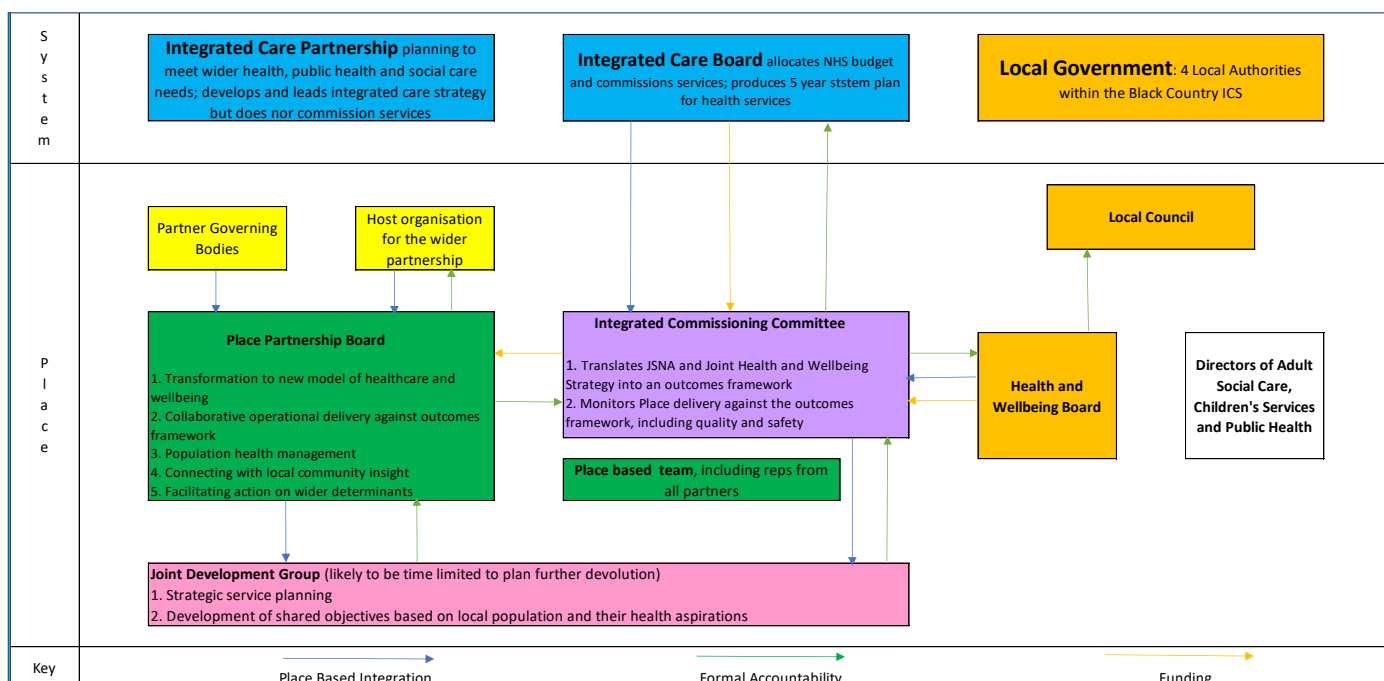 System
Integrated Care Partnership planning to
meet wider health, public health and social care
needs; develops and leads integrated care strategy
but does nor commission services
Integrated Care Board allocates NHS budget
and commissions services; produces 5 year ststem plan
for health services
Local Government: 4 Local Authorities
within the Black Country ICS
Place
Partner Governing
Bodies
Host organisation
for the wider
partnership
Local Council
Place Partnership Board
1. Transformation to new model of healthcare and
wellbeing
2. Collaborative operational delivery against outcomes
framework
3. Population health management
4. Connecting with local community insight
5. Facilitating action on wider determinants
Integrated Commissioning Committee
1. Translates JSNA and Joint Health and Wellbeing
Strategy into an outcomes framework
2. Monitors Place delivery against the outcomes
framework, including quality and safety
Health and
Wellbeing Board
Directors of Adult
Social Care,
Children's Services
and Public Health
Place based team, including reps from
all partners
Joint Development Group (likely to be time limited to plan further devolution)
1. Strategic service planning
2. Development of shared objectives based on local population and their health aspirations
Key
Place Based Integration
Formal Accountability
Funding